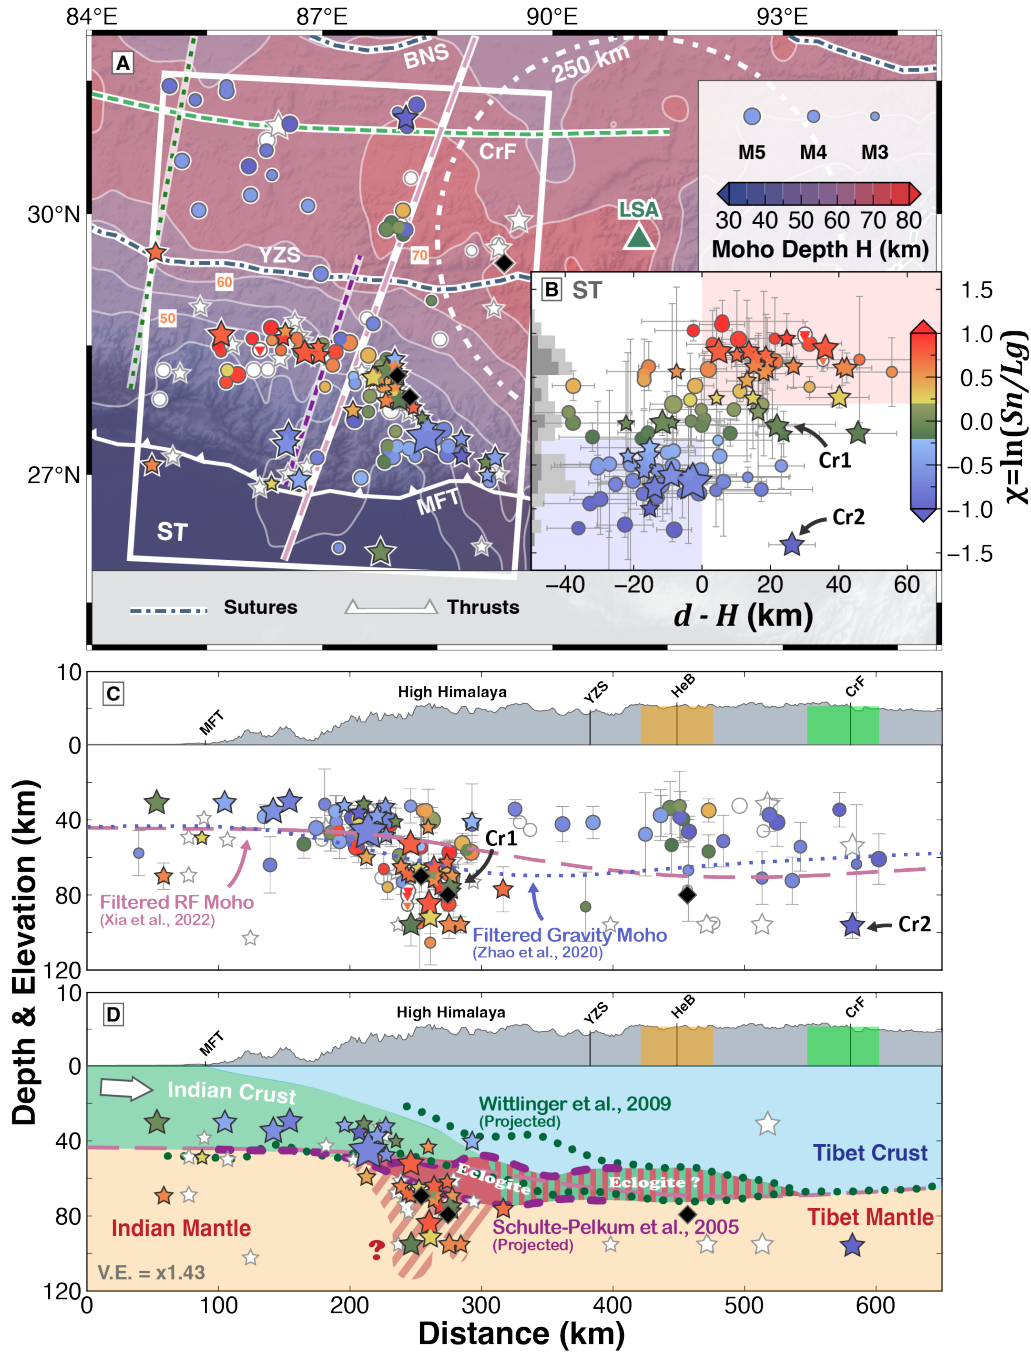 84°E 87°E 90°E 93°E
A
BNS
250 km
CrF
M5 M4 M3
30°N
LSA
30 40 50 60 70 80
Moho Depth H (km)
YZS
70
60
50
B ST
1.5
1.0
0.5
0.0
−0.5
−1.0
−1.5
χ=ln(Sn/Lg)
Cr1
Cr2
27°N
MFT
ST
−40 −20 0 20 40 60
d - H (km)
Sutures Thrusts
Depth & Elevation (km)
10
C
High Himalaya
MFT
YZS
HeB
CrF
0
40
80
120
Cr1
Filtered RF Moho
(Xia et al., 2022)
Filtered Gravity Moho
(Zhao et al., 2020)
Cr2
10
D
High Himalaya
MFT
YZS
HeB
CrF
0
Indian Crust
Wittlinger et al., 2009
(Projected)
40
Tibet Crust
Eclogite
Eclogite ?
80
Indian Mantle
Schulte-Pelkum et al., 2005
(Projected)
Tibet Mantle
?
V.E. = x1.43
120
0 100 200 300 400 500 600
Distance (km)